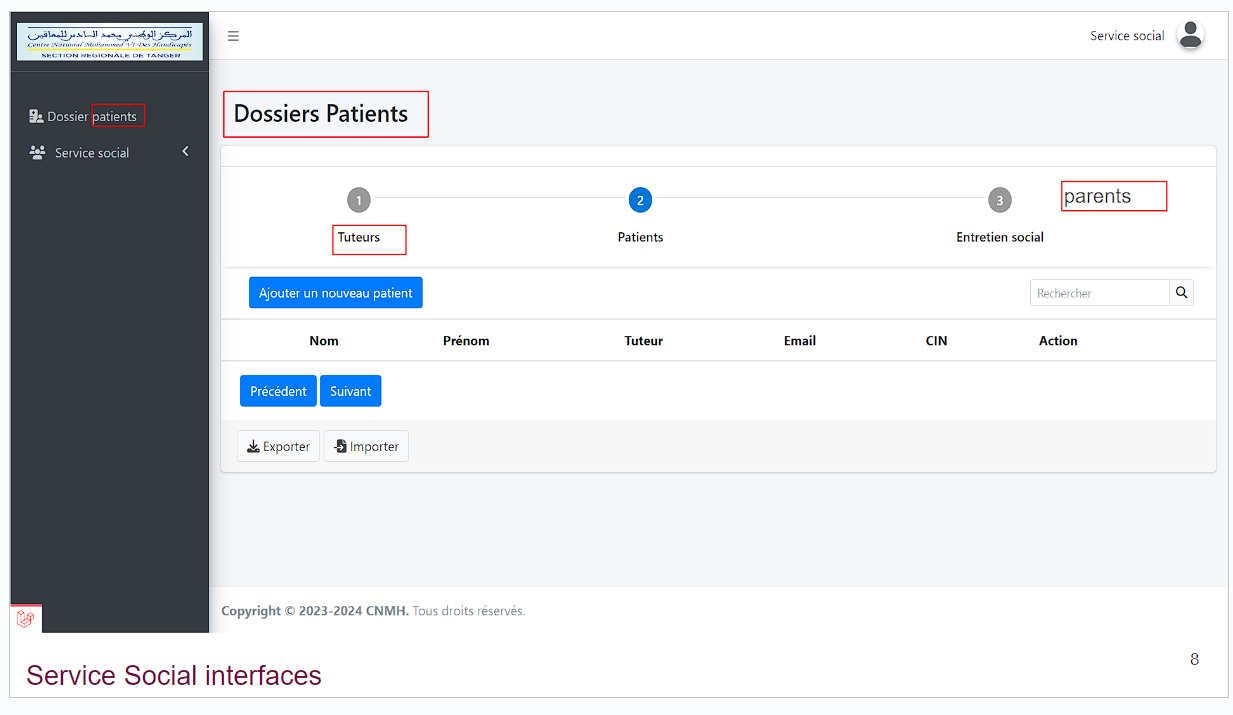 المركز الوطني محمد السادس للمعاقين
Centre National Mohammed VI Des Handicapés
SECTION REGIONALE DE TANGER
Service social
Dossier patients
Service social
Dossiers Patients
1
2
3
parents
Tuteurs
Patients
Entretien social
Ajouter un nouveau patient
Rechercher
Nom Prénom Tuteur Email CIN Action
Précédent Suivant
Exporter Importer
Copyright © 2023-2024 CNMH. Tous droits réservés.
8
Service Social interfaces